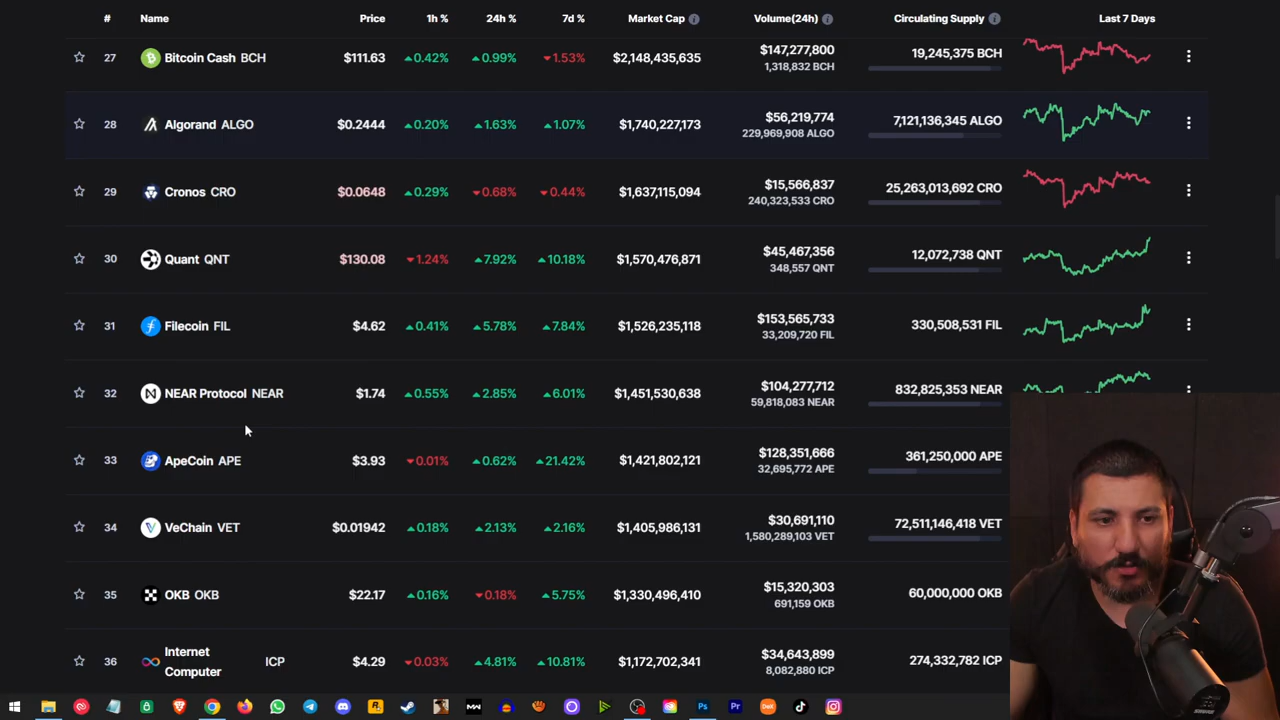 # Name Price 1h % 24h % 7d % Market Cap Volume(24h) Circulating Supply Last 7 Days
27 Bitcoin Cash BCH $111.63 0.42% 0.99% 1.53% $2,148,435,635 $147,277,800 19,245,375 BCH
1,318,832 BCH
28 Algorand ALGO $0.2444 0.20% 1.63% 1.07% $1,740,227,173 $56,219,774 7,121,136,345 ALGO
229,969,908 ALGO
29 Cronos CRO $0.0648 0.29% 0.68% 0.44% $1,637,115,094 $15,566,837 25,263,013,692 CRO
240,323,533 CRO
30 Quant QNT $130.08 1.24% 7.92% 10.18% $1,570,476,871 $45,467,356 12,072,738 QNT
348,557 QNT
31 Filecoin FIL $4.62 0.41% 5.78% 7.84% $1,526,235,118 $153,565,733 330,508,531 FIL
33,209,720 FIL
32 NEAR Protocol NEAR $1.74 0.55% 2.85% 6.01% $1,451,530,638 $104,277,712 832,825,353 NEAR
59,818,083 NEAR
33 ApeCoin APE $3.93 0.01% 0.62% 21.42% $1,421,802,121 $128,351,666 361,250,000 APE
32,695,772 APE
34 VeChain VET $0.01942 0.18% 2.13% 2.16% $1,405,986,131 $30,691,110 72,511,146,418 VET
1,580,289,103 VET
35 OKB OKB $22.17 0.16% 0.18% 5.75% $1,330,496,410 $15,320,303 60,000,000 OKB
691,159 OKB
36 Internet Computer ICP $4.29 0.03% 4.81% 10.81% $1,172,702,341 $34,643,899 274,332,782 ICP
8,082,880 ICP